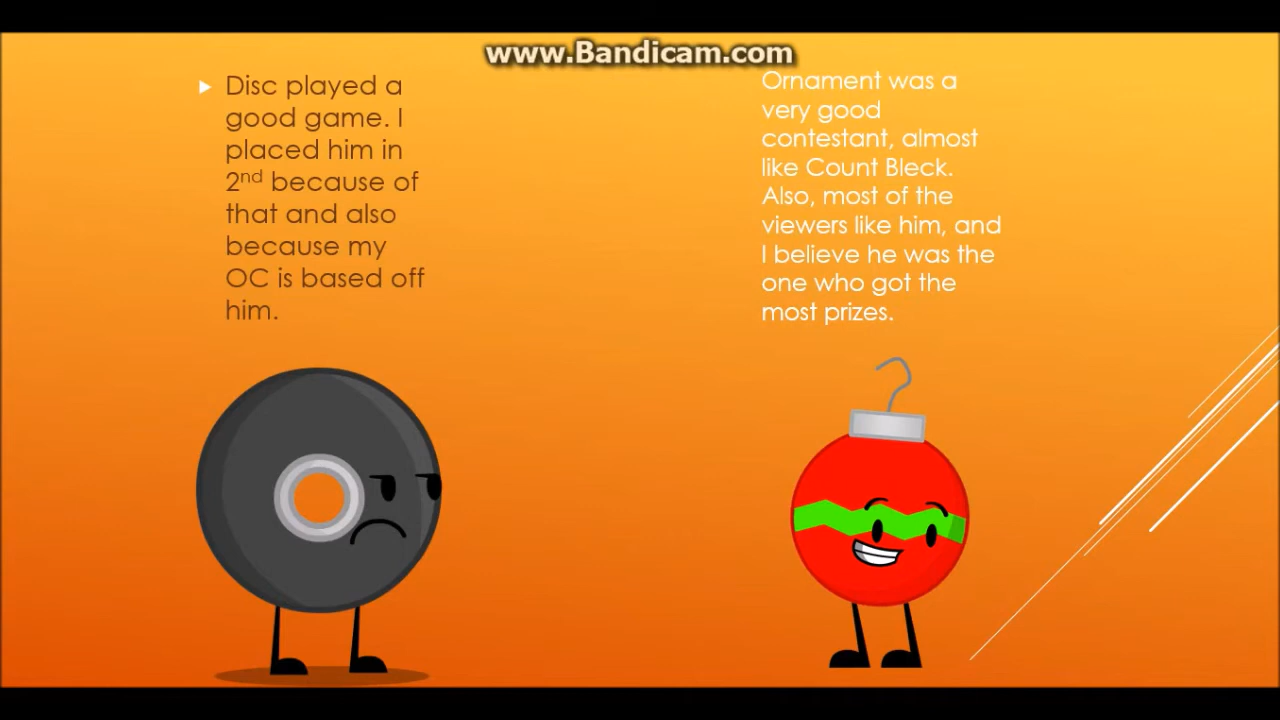 www.Bandicam.com
Disc played a
good game. I
placed him in
2nd because of
that and also
because my
OC is based off
him.
Ornament was a
very good
contestant, almost
like Count Bleck.
Also, most of the
viewers like him, and
I believe he was the
one who got the
most prizes.